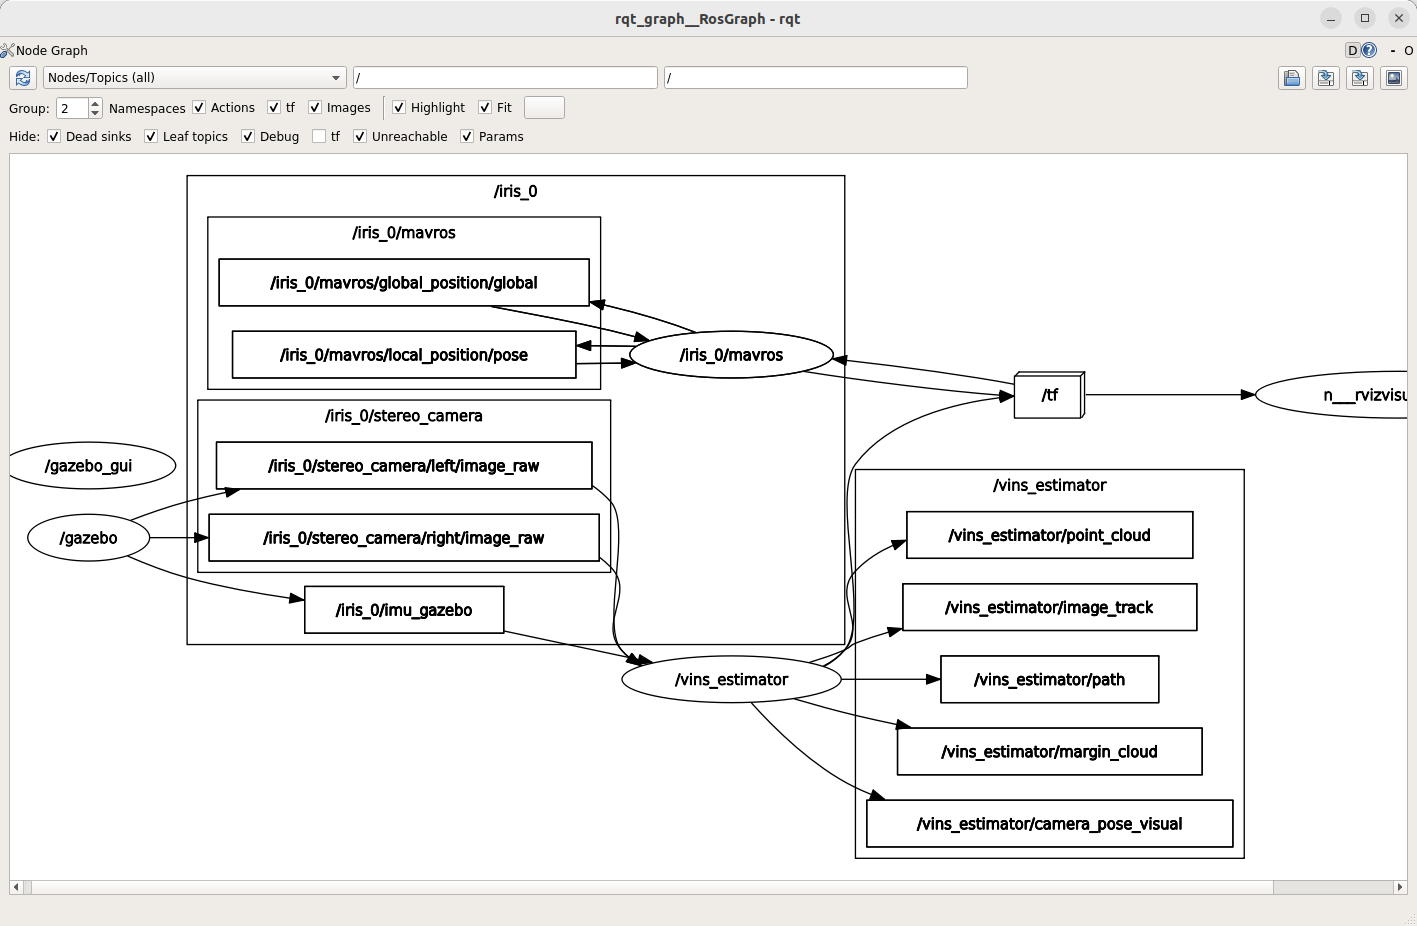 rqt_graph__RosGraph - rqt
Node Graph
D
- O
Nodes/Topics (all)
/
/
Group: 2 Namespaces Actions tf Images Highlight Fit
Hide: Dead sinks Leaf topics Debug tf Unreachable Params
/iris_0
/iris_0/mavros
/iris_0/mavros/global_position/global
/iris_0/mavros/local_position/pose
/iris_0/mavros
/tf
n___rvizvisu
/iris_0/stereo_camera
/iris_0/stereo_camera/left/image_raw
/gazebo_gui
/iris_0/stereo_camera/right/image_raw
/gazebo
/iris_0/imu_gazebo
/vins_estimator
/vins_estimator
/vins_estimator/point_cloud
/vins_estimator/image_track
/vins_estimator/path
/vins_estimator/margin_cloud
/vins_estimator/camera_pose_visual